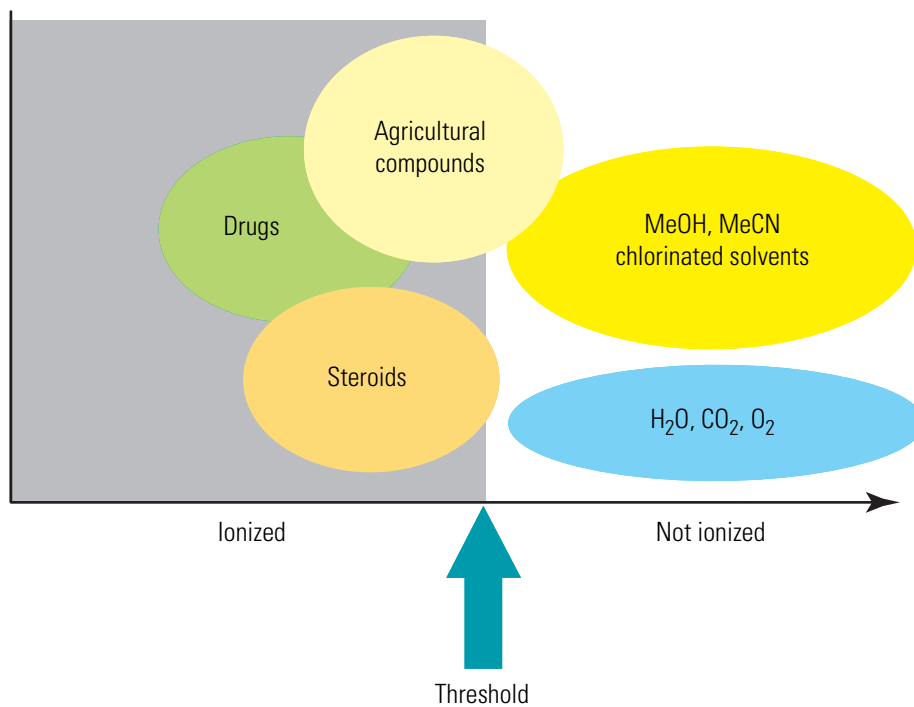 Agricultural
compounds
Drugs
MeOH, MeCN
chlorinated solvents
Steroids
H₂O, CO₂, O₂
Ionized
Not ionized
Threshold